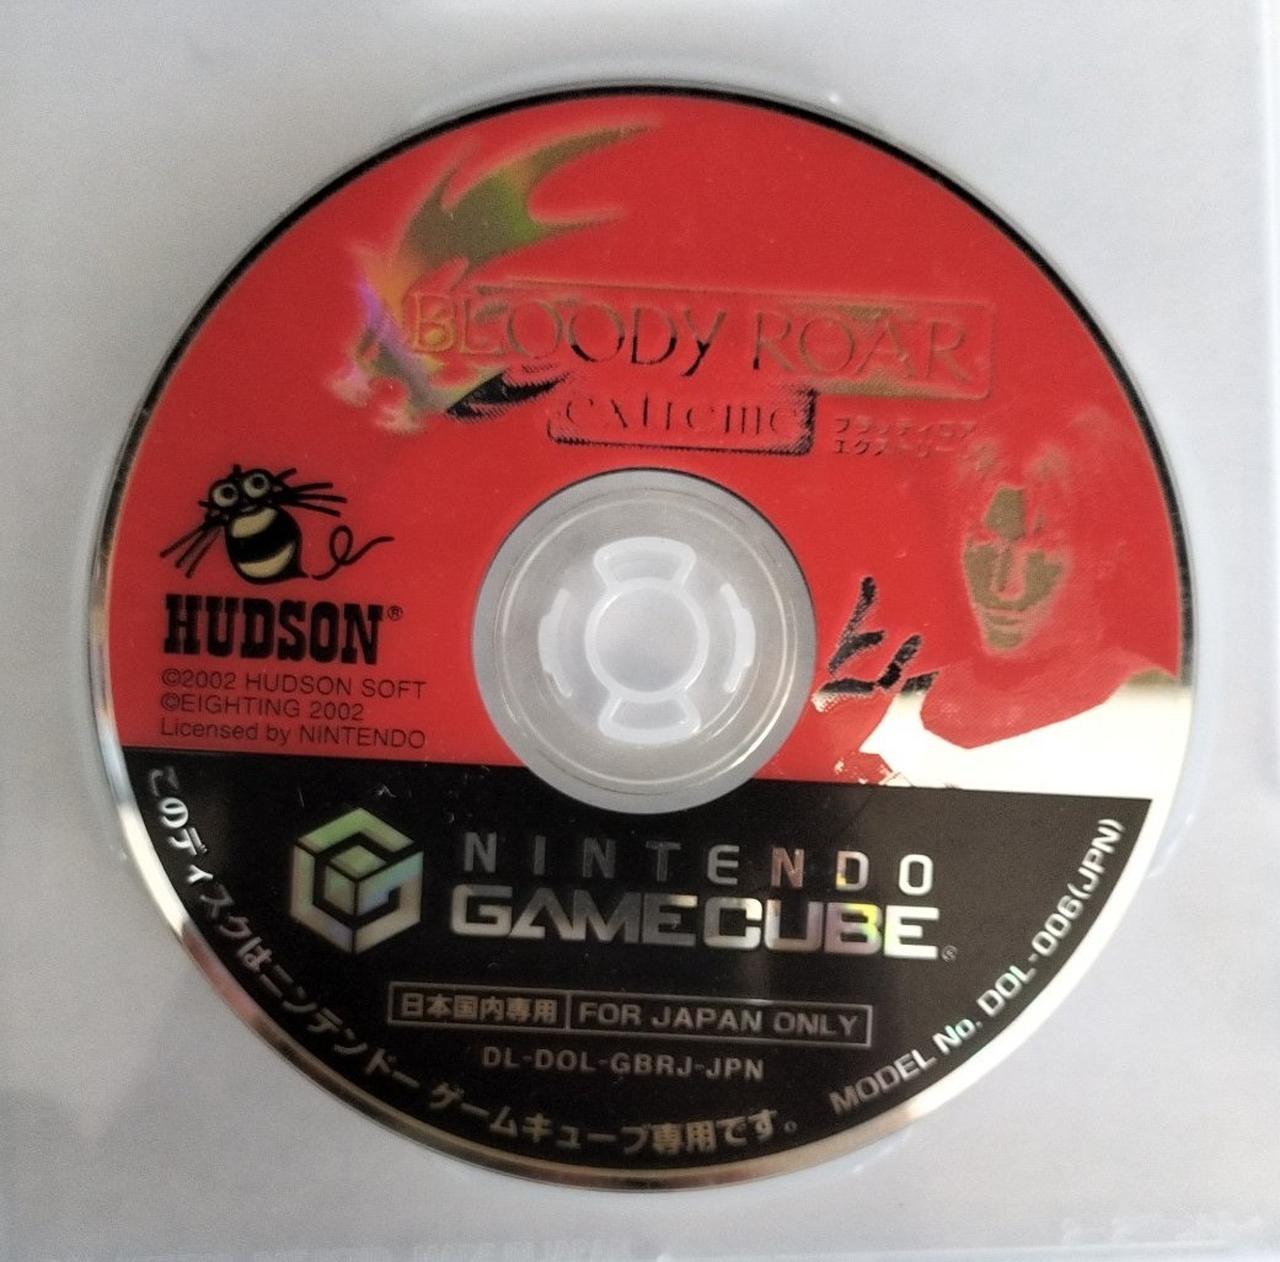 BLOODY ROAR
extreme
ブラッディロア
エクストリーム
HUDSON®
©2002 HUDSON SOFT
©EIGHTING 2002
Licensed by NINTENDO
NINTENDO
GAMECUBE®
日本国内専用 FOR JAPAN ONLY
DL-DOL-GBRJ-JPN
このディスクはニンテンドー ゲームキューブ専用です。
MODEL No. DOL-006(JPN)